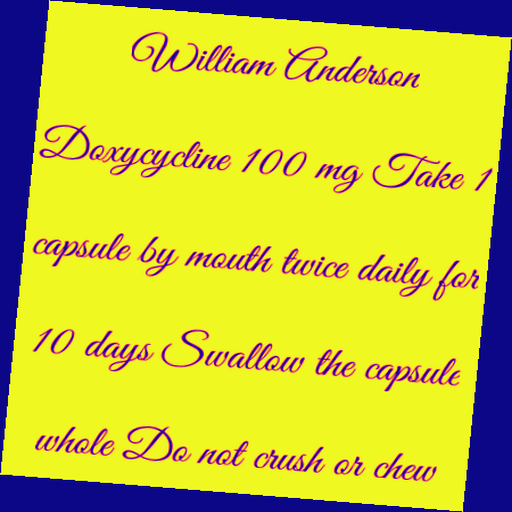 William Anderson
Doxycycline 100 mg Take 1
capsule by mouth twice daily for
10 days Swallow the capsule
whole Do not crush or chew